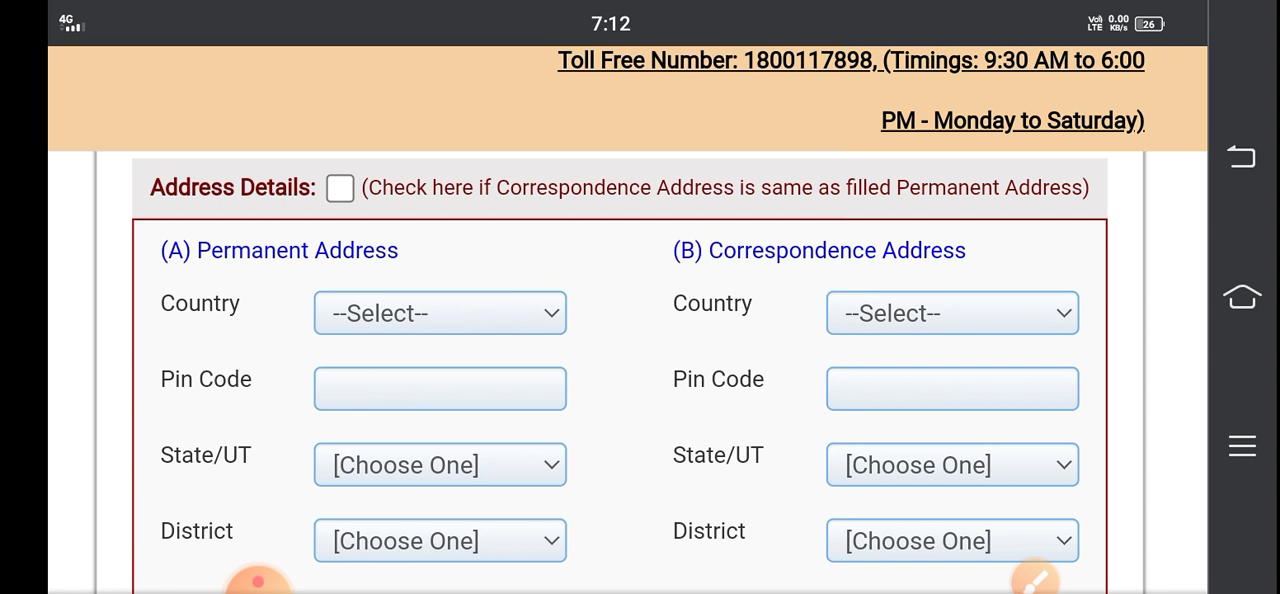 4G
7:12
Vo) 0.00
LTE KB/s 26
Toll Free Number: 1800117898, (Timings: 9:30 AM to 6:00
PM - Monday to Saturday)
Address Details: (Check here if Correspondence Address is same as filled Permanent Address)
(A) Permanent Address (B) Correspondence Address
Country --Select-- Country --Select--
Pin Code Pin Code
State/UT [Choose One] State/UT [Choose One]
District [Choose One] District [Choose One]